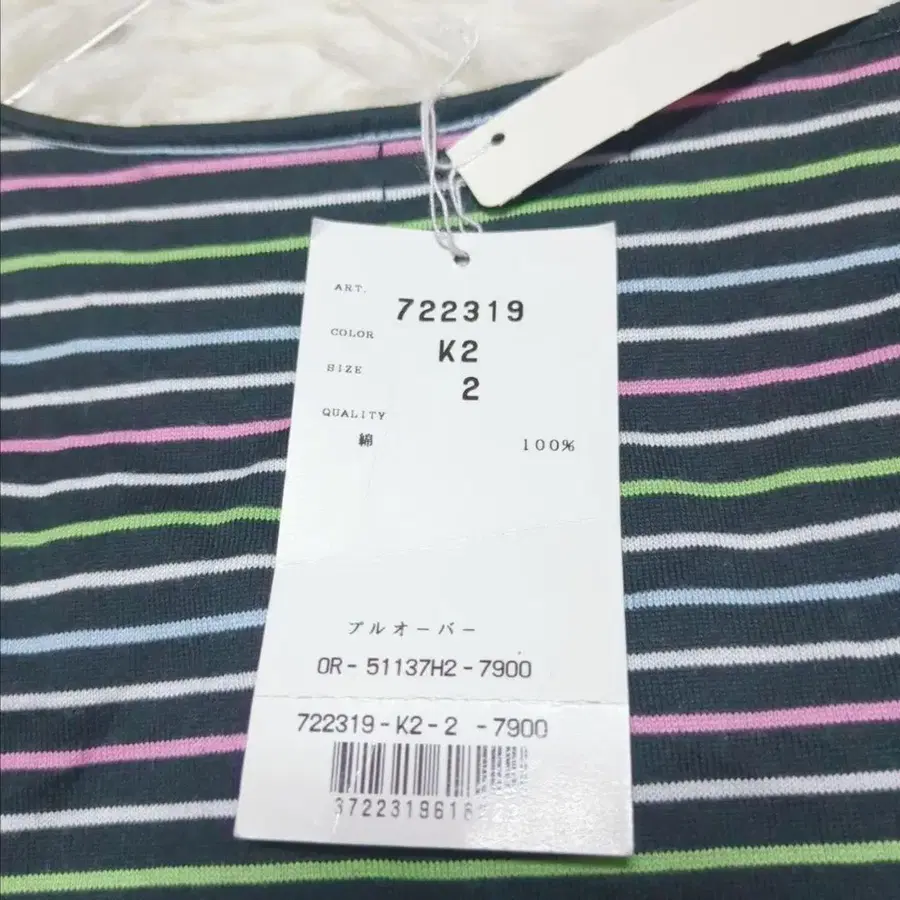 ART.
722319
COLOR
K2
SIZE
2
QUALITY
綿 100%
プルオーバー
OR- 51137H2-7900
722319-K2-2 -7900